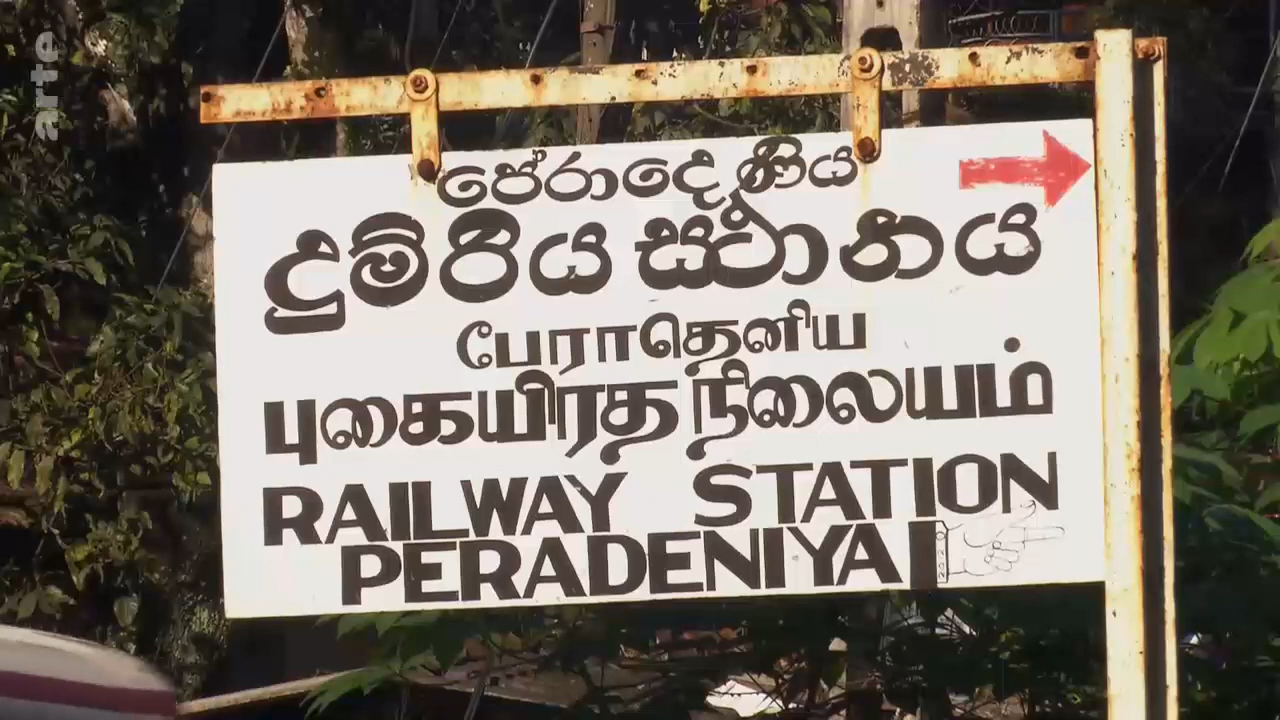 arte
පේරාදෙණිය
දුම්රිය ස්ථානය
பேராதெனிய
புகையிரத நிலையம்
RAILWAY STATION
PERADENIYA